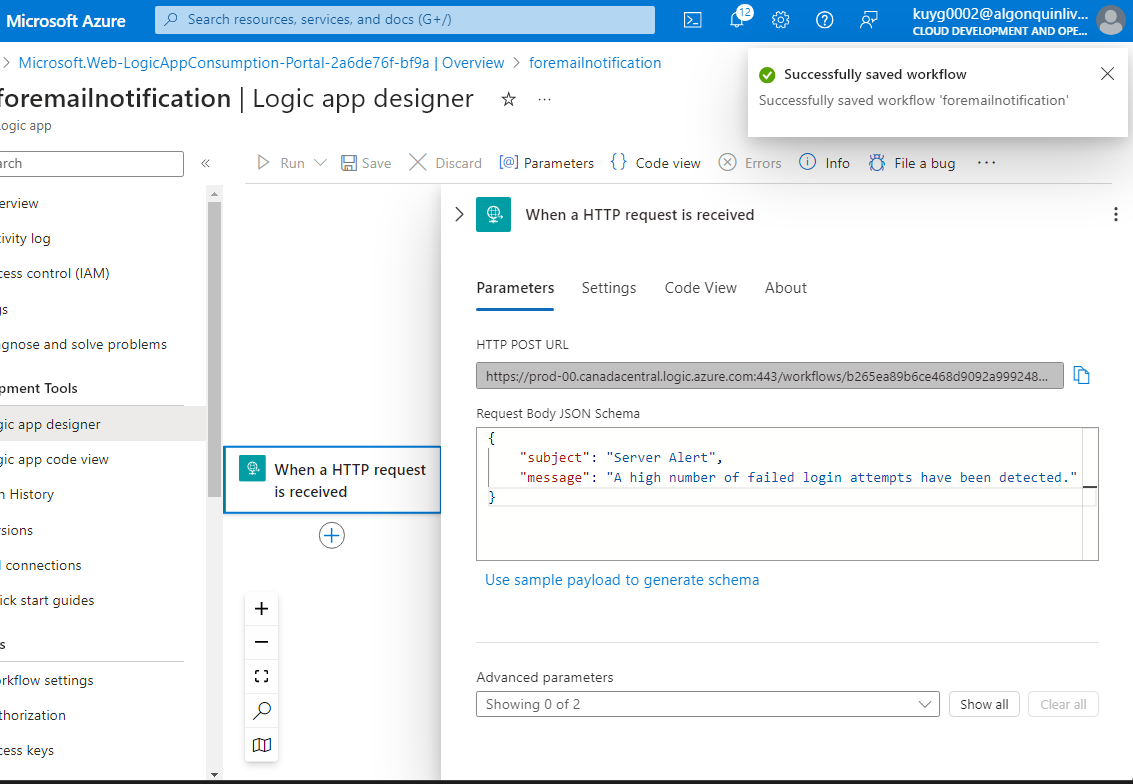 Microsoft Azure
Search resources, services, and docs (G+/)
12
kuyg0002@algonquinliv...
CLOUD DEVELOPMENT AND OPE...
Microsoft.Web-LogicAppConsumption-Portal-2a6de76f-bf9a | Overview > foremailnotification
Successfully saved workflow
Successfully saved workflow 'foremailnotification'
foremailnotification | Logic app designer
ogic app
arch
«
Run
Save
Discard
[@] Parameters
{} Code view
Errors
Info
File a bug
erview
tivity log
cess control (IAM)
gs
agnose and solve problems
pment Tools
gic app designer
gic app code view
n History
rsions
I connections
ick start guides
s
orkflow settings
thorization
cess keys
When a HTTP request
is received
When a HTTP request is received
Parameters
Settings
Code View
About
HTTP POST URL
https://prod-00.canadacentral.logic.azure.com:443/workflows/b265ea89b6ce468d9092a999248...
Request Body JSON Schema
{
"subject": "Server Alert",
"message": "A high number of failed login attempts have been detected."
}
Use sample payload to generate schema
Advanced parameters
Showing 0 of 2
Show all
Clear all